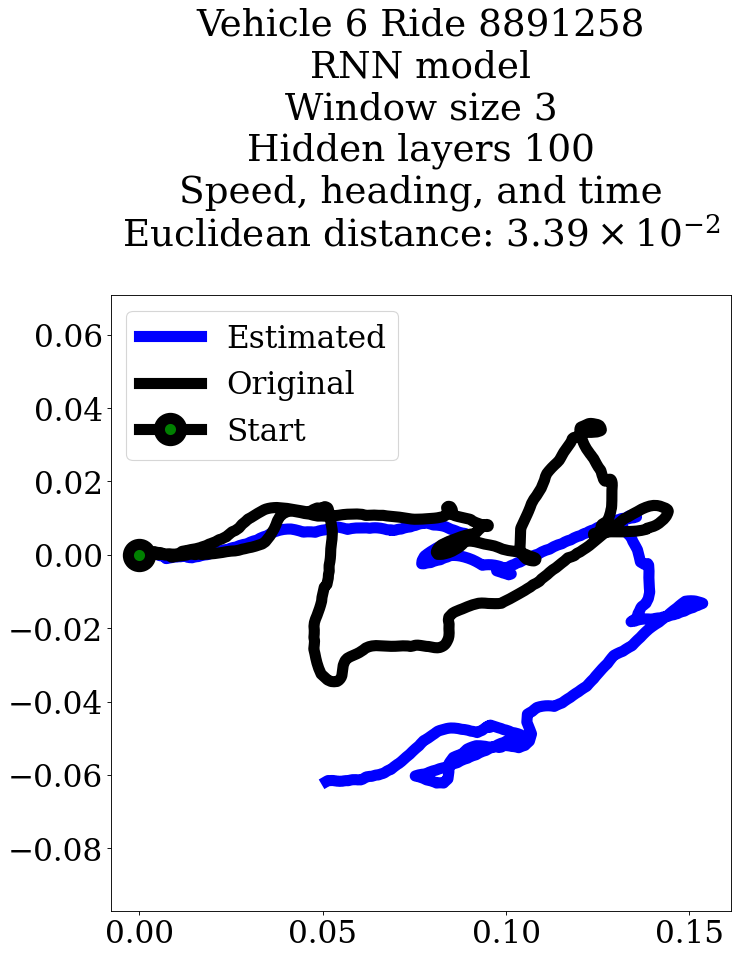 Vehicle 6 Ride 8891258
RNN model
Window size 3
Hidden layers 100
Speed, heading, and time
Euclidean distance: 3.39 × 10⁻²
Estimated
Original
Start
0.06
0.04
0.02
0.00
−0.02
−0.04
−0.06
−0.08
0.00 0.05 0.10 0.15